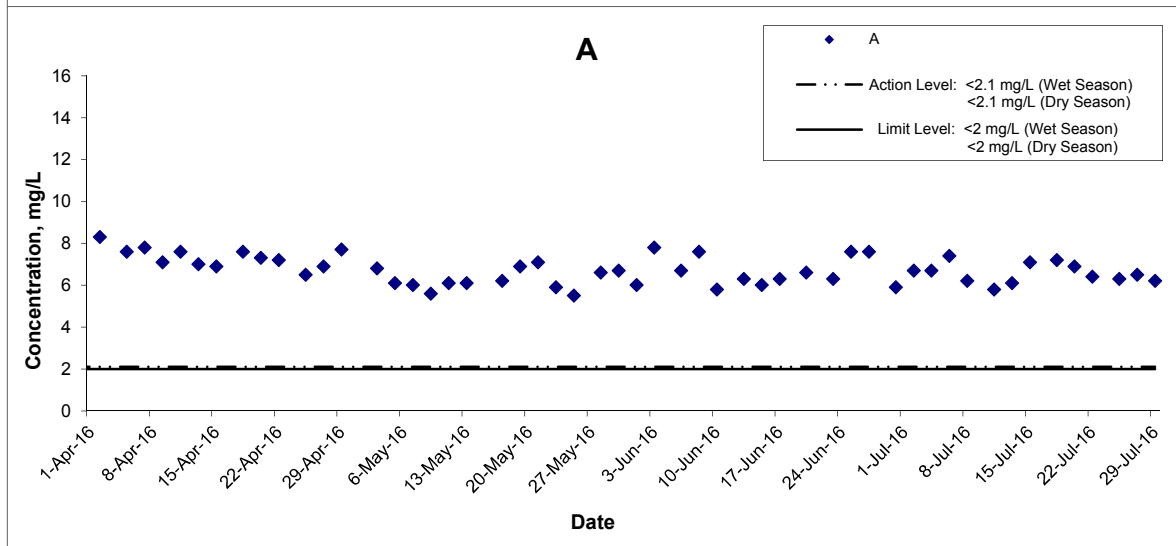 A
A
Action Level: <2.1 mg/L (Wet Season)
<2.1 mg/L (Dry Season)
Limit Level: <2 mg/L (Wet Season)
<2 mg/L (Dry Season)
Concentration, mg/L
16
14
12
10
8
6
4
2
0
1-Apr-16
8-Apr-16
15-Apr-16
22-Apr-16
29-Apr-16
6-May-16
13-May-16
20-May-16
27-May-16
3-Jun-16
10-Jun-16
17-Jun-16
24-Jun-16
1-Jul-16
8-Jul-16
15-Jul-16
22-Jul-16
29-Jul-16
Date